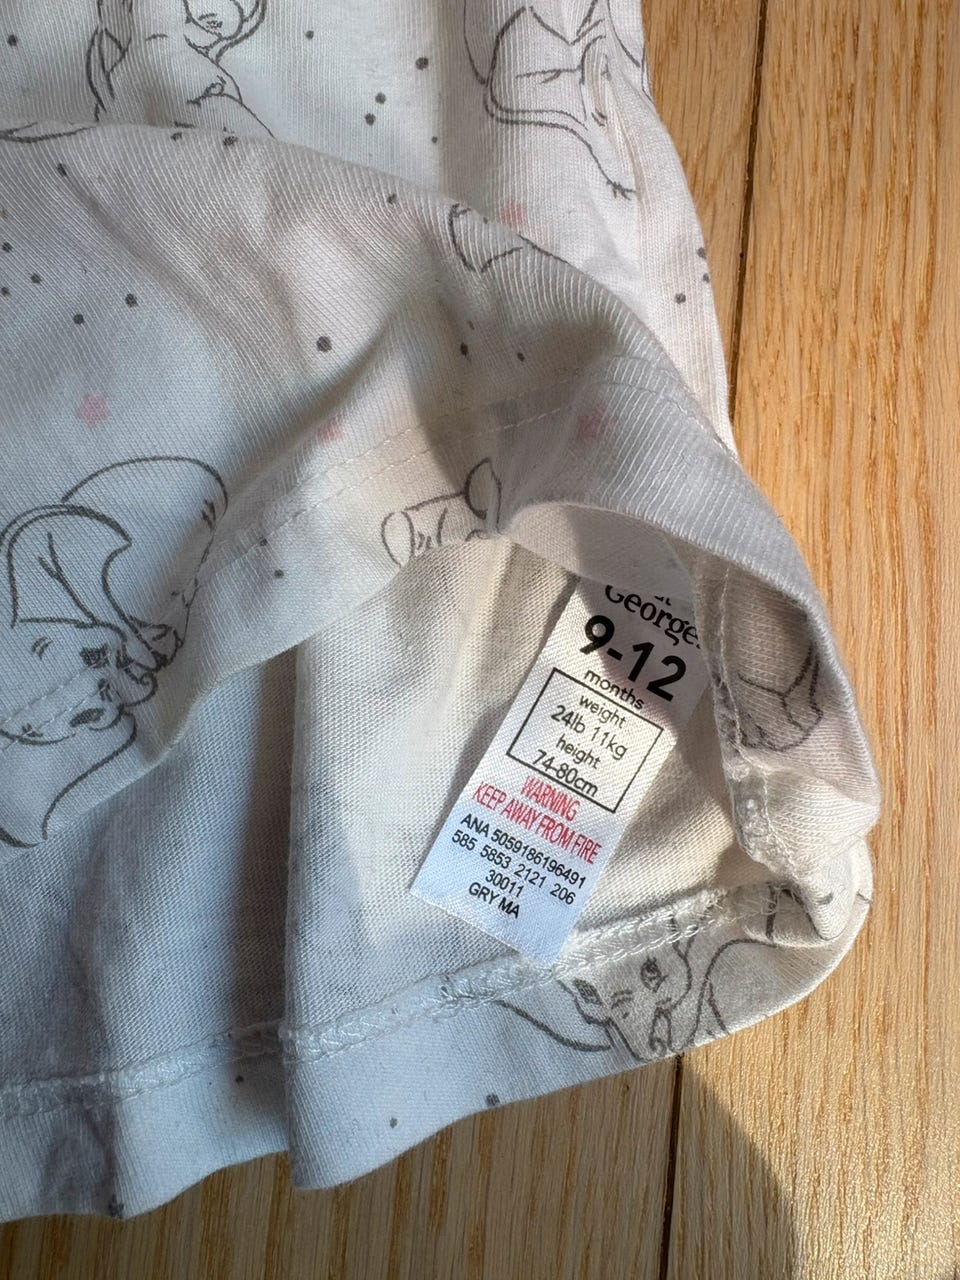 George.
9-12
months
weight
24lb 11kg
height
74-80cm
WARNING
KEEP AWAY FROM FIRE
ANA 5059186196491
585 5853 2121 206
30011
GRY MA